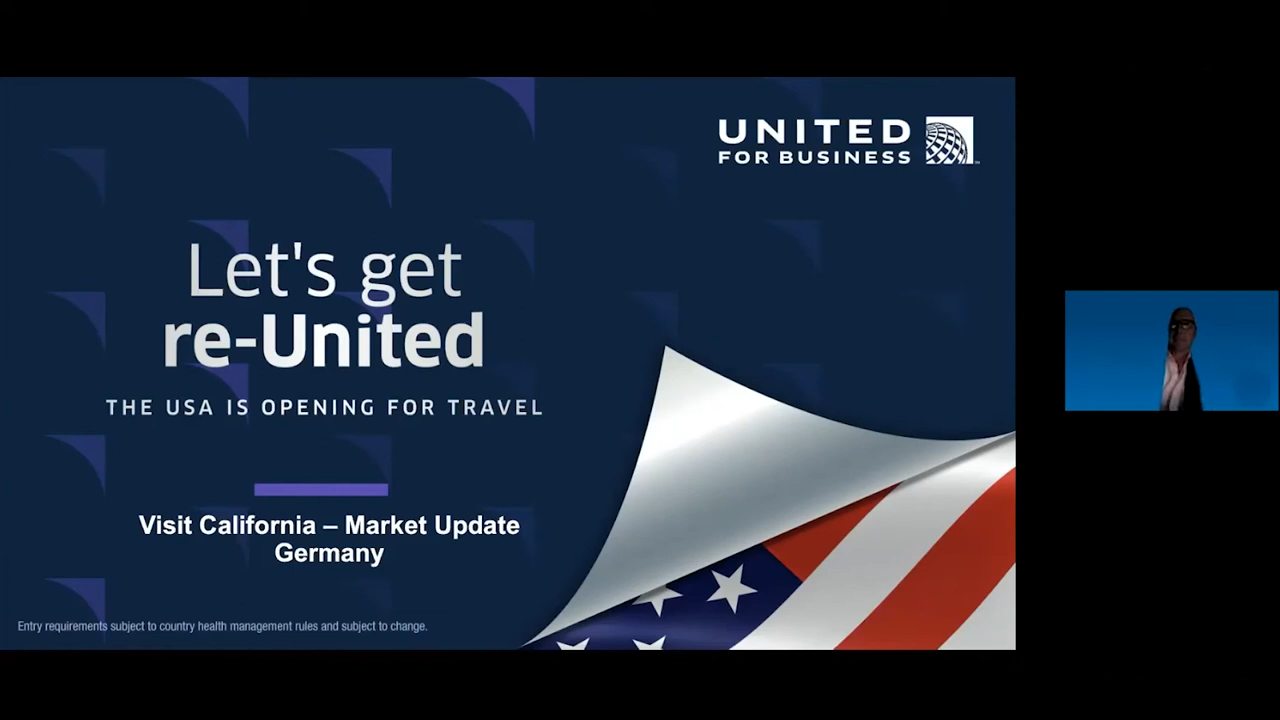 UNITED
FOR BUSINESS
Let's get
re-United
THE USA IS OPENING FOR TRAVEL
Visit California – Market Update
Germany
Entry requirements subject to country health management rules and subject to change.